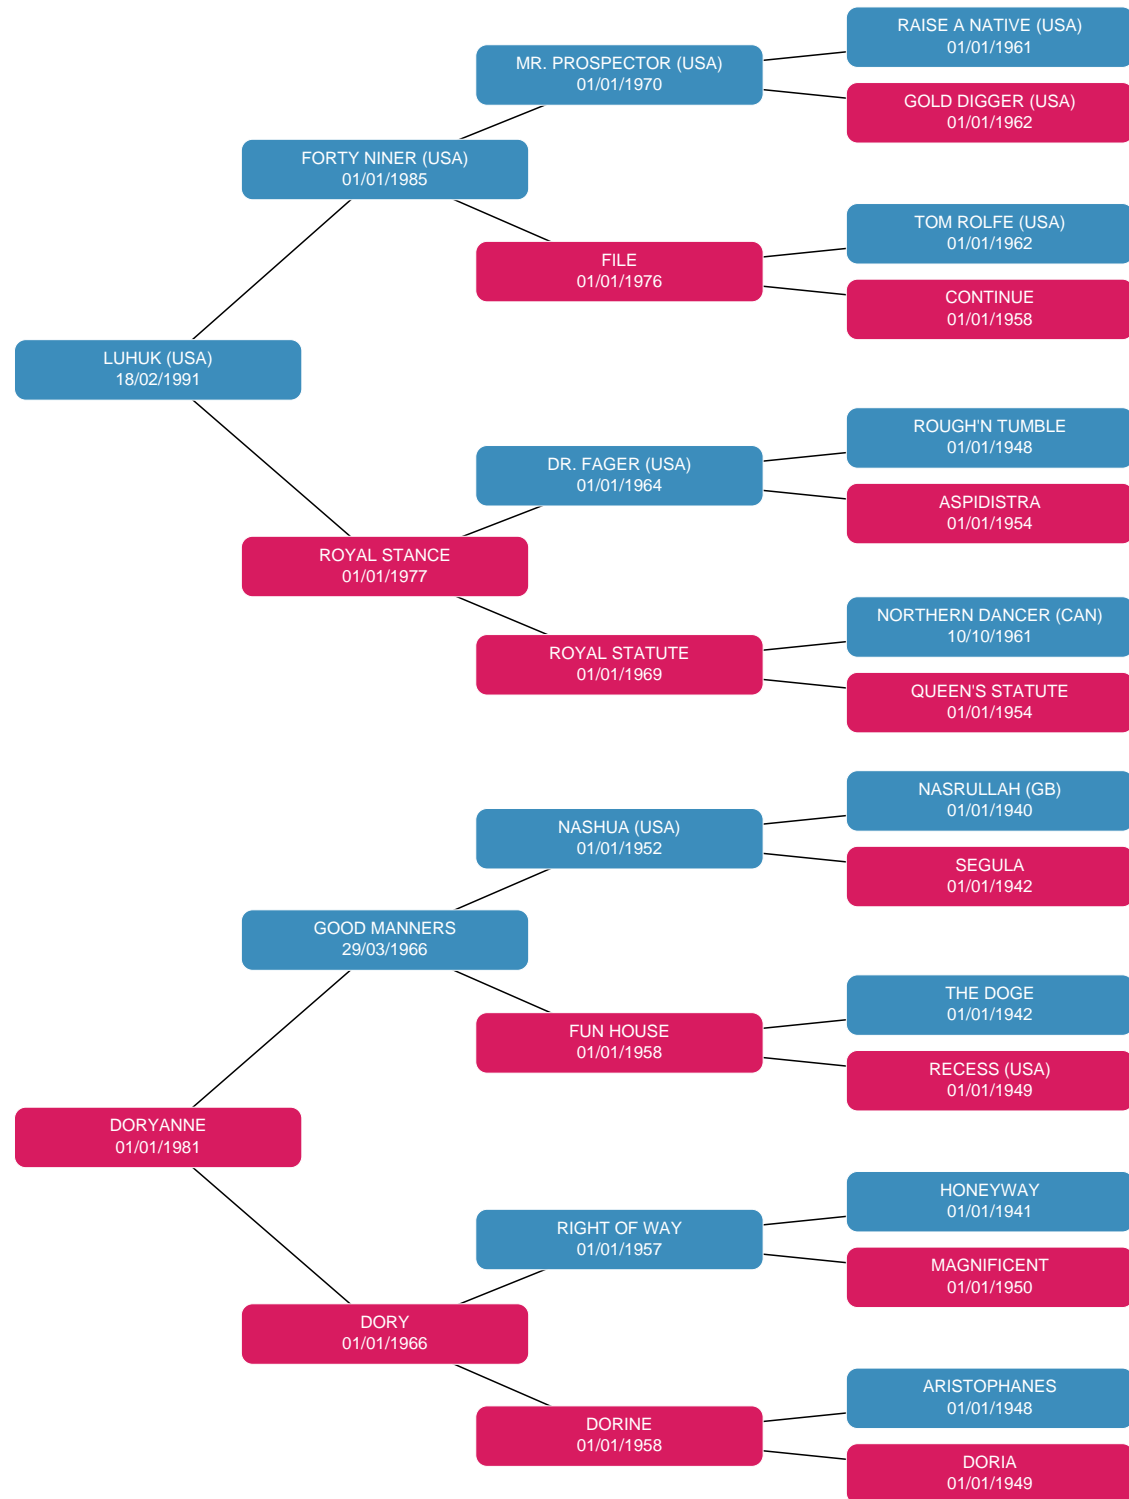 RAISE A NATIVE (USA)
01/01/1961
MR. PROSPECTOR (USA)
01/01/1970
GOLD DIGGER (USA)
01/01/1962
FORTY NINER (USA)
01/01/1985
TOM ROLFE (USA)
01/01/1962
FILE
01/01/1976
CONTINUE
01/01/1958
LUHUK (USA)
18/02/1991
ROUGH'N TUMBLE
01/01/1948
DR. FAGER (USA)
01/01/1964
ASPIDISTRA
01/01/1954
ROYAL STANCE
01/01/1977
NORTHERN DANCER (CAN)
10/10/1961
ROYAL STATUTE
01/01/1969
QUEEN'S STATUTE
01/01/1954
NASRULLAH (GB)
01/01/1940
NASHUA (USA)
01/01/1952
SEGULA
01/01/1942
GOOD MANNERS
29/03/1966
THE DOGE
01/01/1942
FUN HOUSE
01/01/1958
RECESS (USA)
01/01/1949
DORYANNE
01/01/1981
HONEYWAY
01/01/1941
RIGHT OF WAY
01/01/1957
MAGNIFICENT
01/01/1950
DORY
01/01/1966
ARISTOPHANES
01/01/1948
DORINE
01/01/1958
DORIA
01/01/1949